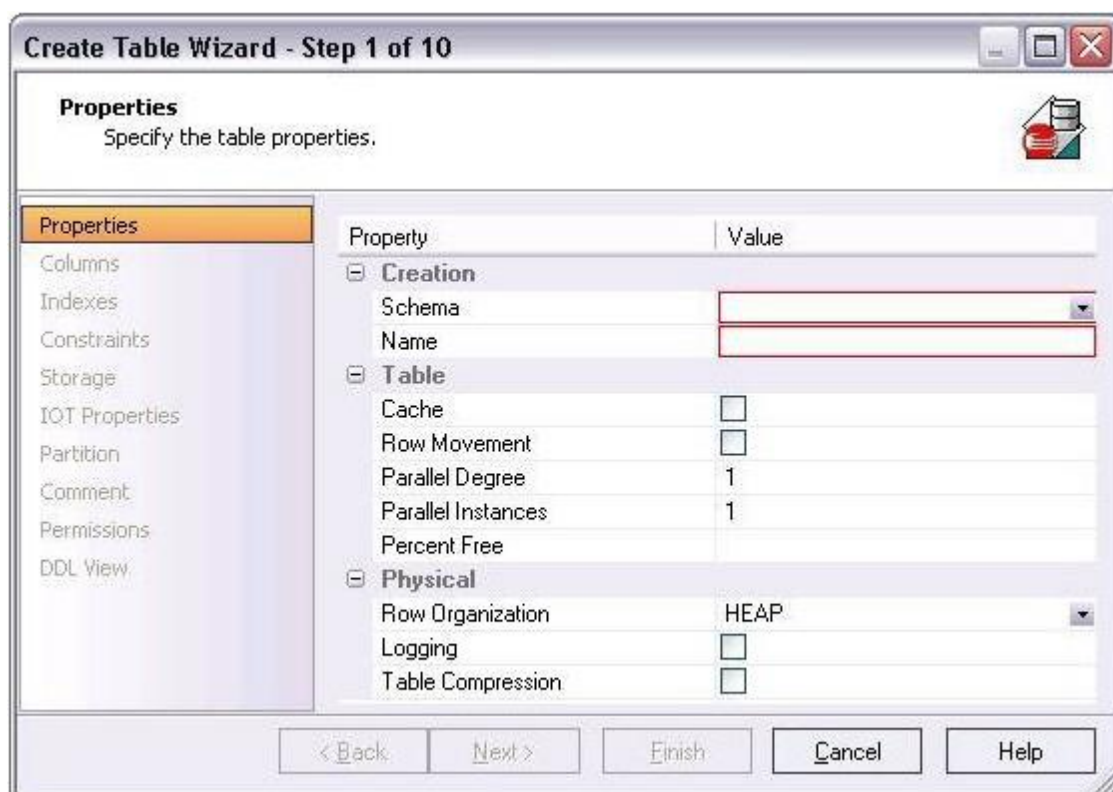 Create Table Wizard - Step 1 of 10
Properties
Specify the table properties.
Properties
Columns
Indexes
Constraints
Storage
IOT Properties
Partition
Comment
Permissions
DDL View
Property Value
Creation
Schema
Name
Table
Cache
Row Movement
Parallel Degree 1
Parallel Instances 1
Percent Free
Physical
Row Organization HEAP
Logging
Table Compression
< Back Next > Finish Cancel Help